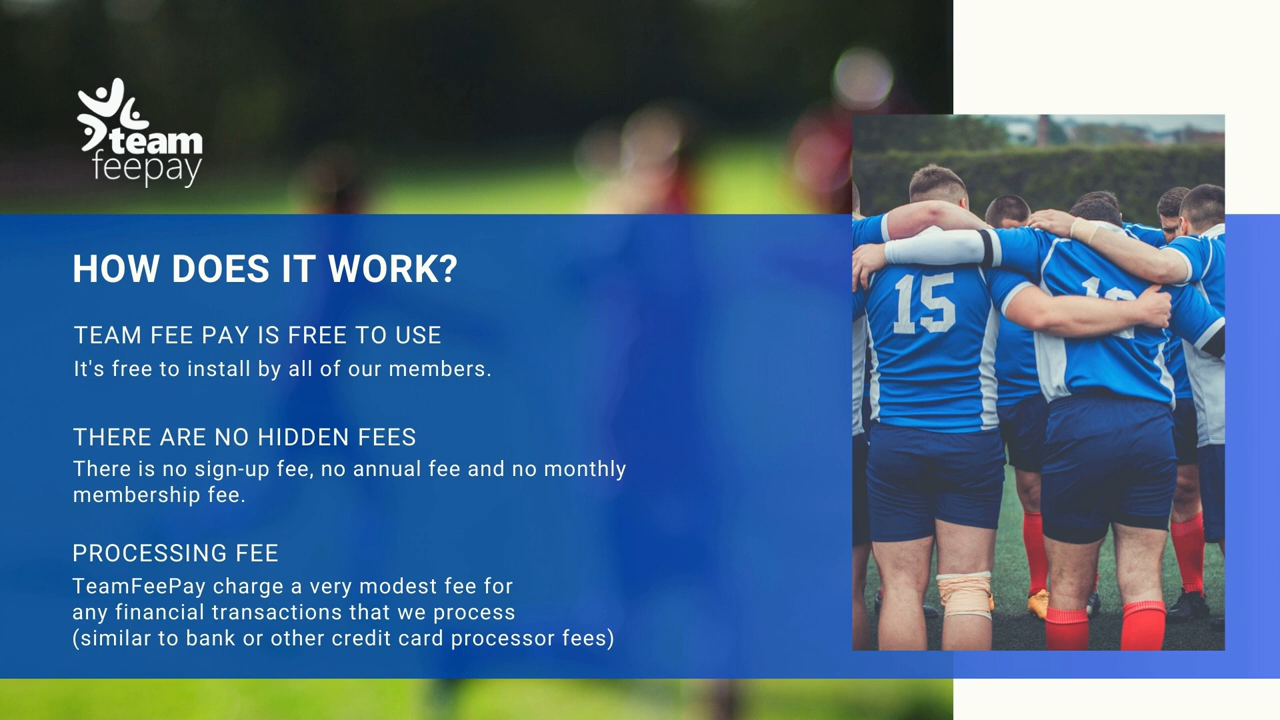 team
feepay
HOW DOES IT WORK?
TEAM FEE PAY IS FREE TO USE
It's free to install by all of our members.
THERE ARE NO HIDDEN FEES
There is no sign-up fee, no annual fee and no monthly
membership fee.
PROCESSING FEE
TeamFeePay charge a very modest fee for
any financial transactions that we process
(similar to bank or other credit card processor fees)
15